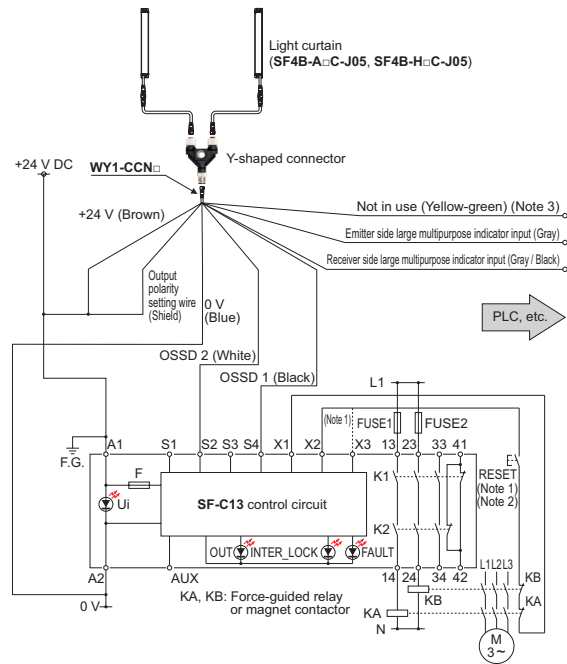 Light curtain
(SF4B-A□C-J05, SF4B-H□C-J05)
Y-shaped connector
+24 V DC
WY1-CCN□
+24 V (Brown)
Not in use (Yellow-green) (Note 3)
Emitter side large multipurpose indicator input (Gray)
Receiver side large multipurpose indicator input (Gray / Black)
Output
polarity
setting wire
(Shield)
0 V
(Blue)
PLC, etc.
OSSD 2 (White)
OSSD 1 (Black)
L1
(Note 1)
FUSE1
FUSE2
F.G.
A1
S1
S2
S3
S4
X1
X2
X3
13
23
33
41
F
Ui
SF-C13 control circuit
K1
K2
RESET
(Note 1)
(Note 2)
OUT
INTER_LOCK
FAULT
A2
AUX
14
24
34
42
L1
L2
L3
KB
KA
KA, KB: Force-guided relay
or magnet contactor
KB
KA
0 V
N
M
3~